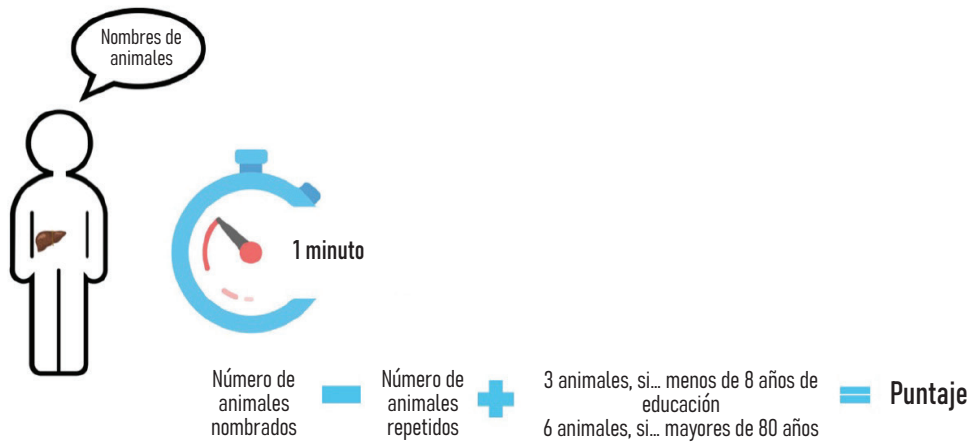 Nombres de
animales
1 minuto
Número de
animales
nombrados
Número de
animales
repetidos
3 animales, si... menos de 8 años de
educación
6 animales, si... mayores de 80 años
Puntaje